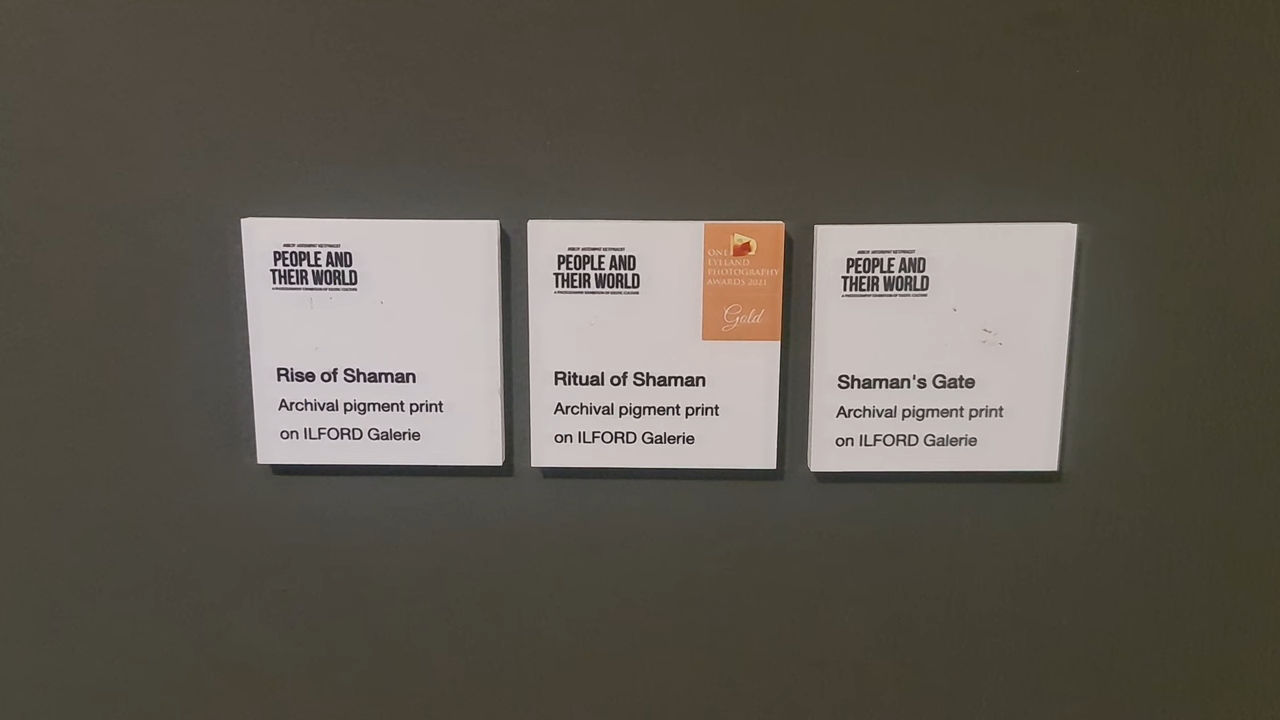 PEOPLE AND
THEIR WORLD
Rise of Shaman
Archival pigment print
on ILFORD Galerie
PEOPLE AND
THEIR WORLD
ONE
EYELAND
PHOTOGRAPHY
AWARDS 2021
Gold
Ritual of Shaman
Archival pigment print
on ILFORD Galerie
PEOPLE AND
THEIR WORLD
Shaman's Gate
Archival pigment print
on ILFORD Galerie